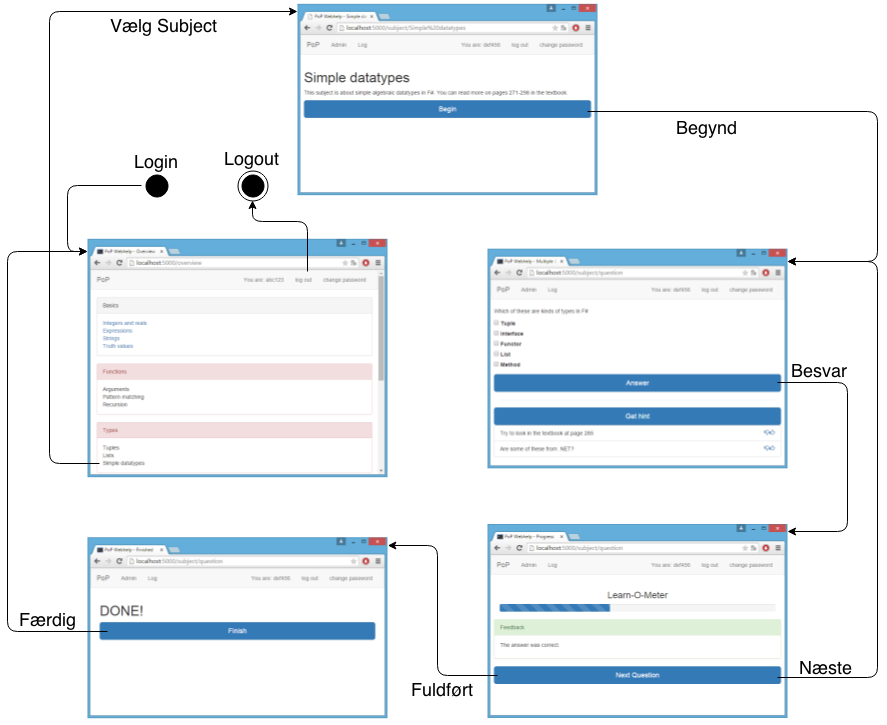 Vælg Subject
PoP Webhelp - Simple da
localhost:5000/subject/Simple%20datatypes
PoP Admin Log You are: def456 log out change password
Simple datatypes
This subject is about simple algebraic datatypes in F#. You can read more on pages 271-296 in the textbook.
Begin
Begynd
Login
Logout
PoP Webhelp - Overview
localhost:5000/overview
PoP You are: abc123 log out change password
Basics
Integers and reals
Expressions
Strings
Truth values
Functions
Arguments
Pattern matching
Recursion
Types
Tuples
Lists
Simple datatypes
PoP Webhelp - Multiple
localhost:5000/subject/question
PoP Admin Log You are: def456 log out change password
Which of these are kinds of types in F#
Tuple
Interface
Functor
List
Method
Answer
Besvar
Get hint
Try to look in the textbook at page 285
Are some of these from .NET?
PoP Webhelp - Finished
localhost:5000/subject/question
PoP Admin Log You are: def456 log out change password
DONE!
Finish
Færdig
PoP Webhelp - Progress
localhost:5000/subject/question
PoP Admin Log You are: def456 log out change password
Learn-O-Meter
Feedback
The answer was correct.
Next Question
Næste
Fuldført